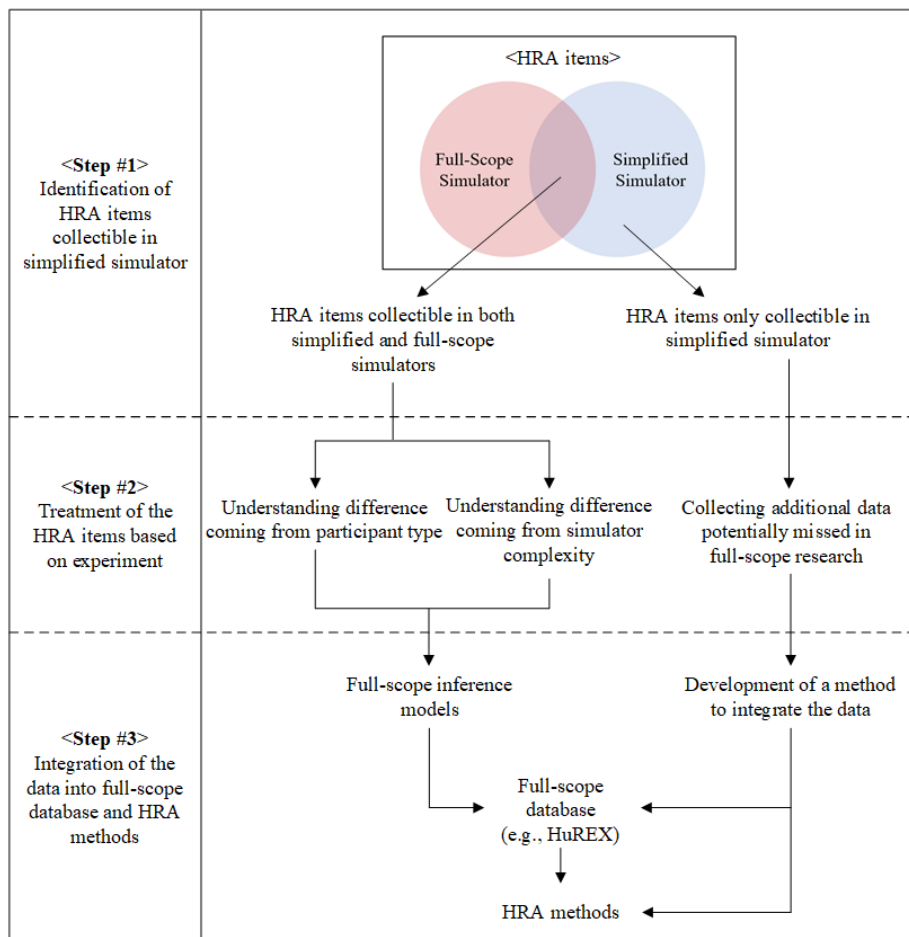 <Step #1>
Identification of
HRA items
collectible in
simplified simulator
<HRA items>
Full-Scope
Simulator
Simplified
Simulator
HRA items collectible in both
simplified and full-scope
simulators
HRA items only collectible in
simplified simulator
<Step #2>
Treatment of the
HRA items based
on experiment
Understanding difference
coming from participant type
Understanding difference
coming from simulator
complexity
Collecting additional data
potentially missed in
full-scope research
<Step #3>
Integration of the
data into full-scope
database and HRA
methods
Full-scope inference
models
Development of a method
to integrate the data
Full-scope
database
(e.g., HuREX)
HRA methods